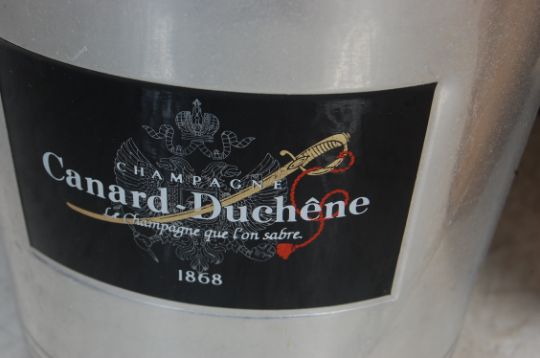 CHAMPAGNE
Canard-Duchêne
Le Champagne que l'on sabre.
1868